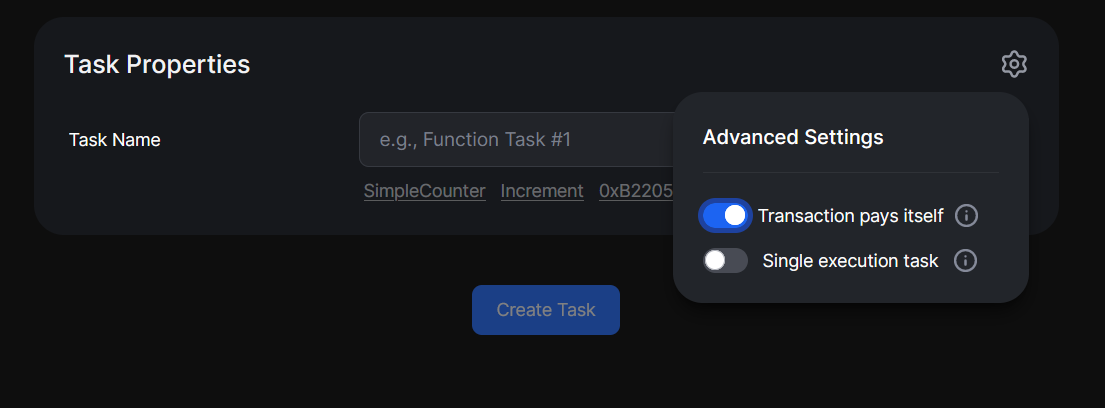 Task Properties
Task Name
e.g., Function Task #1
SimpleCounter Increment 0xB2205
Advanced Settings
Transaction pays itself
Single execution task
Create Task